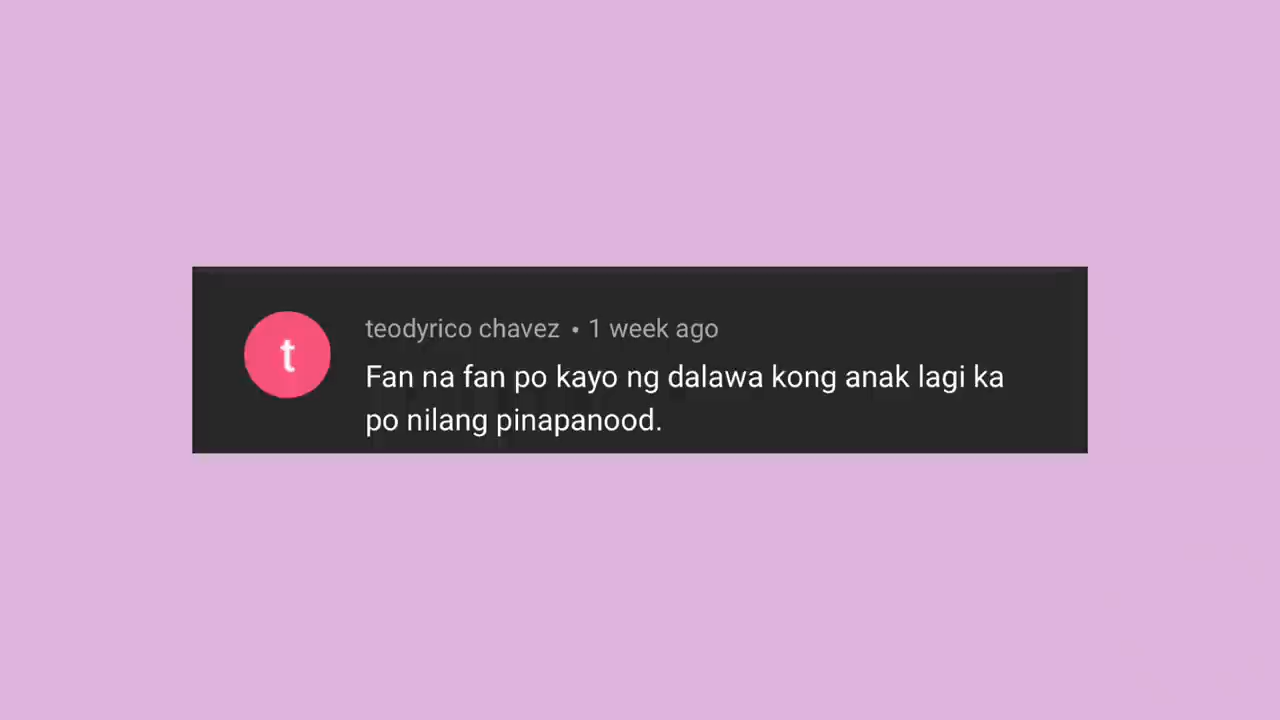 t
teodyrico chavez • 1 week ago
Fan na fan po kayo ng dalawa kong anak lagi ka
po nilang pinapanood.